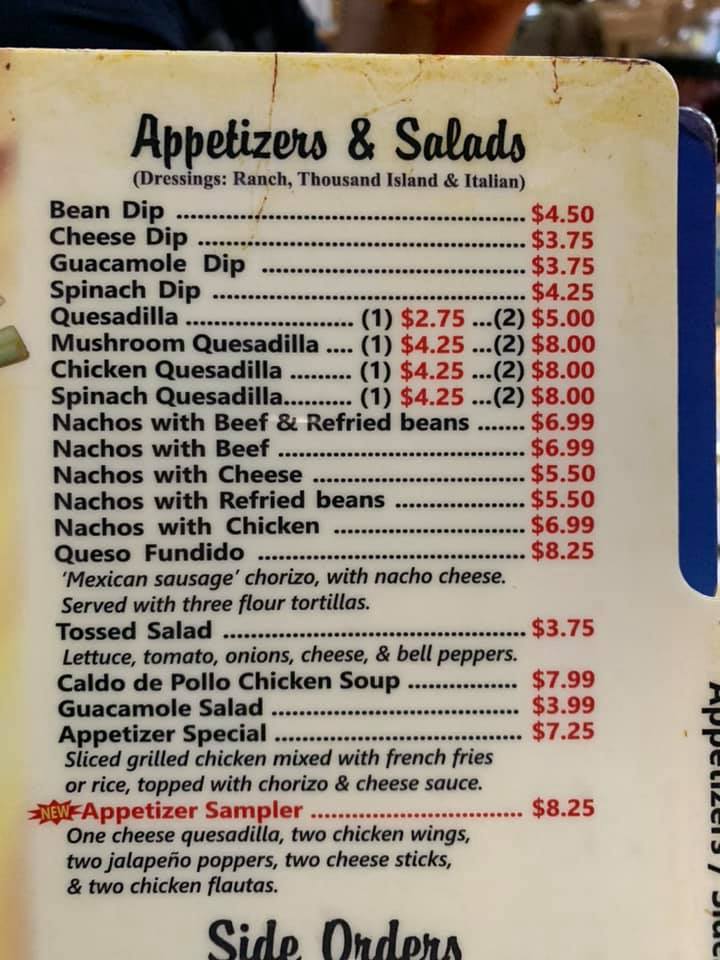 Appetizers & Salads
(Dressings: Ranch, Thousand Island & Italian)
Bean Dip ........................................................ $4.50
Cheese Dip .................................................... $3.75
Guacamole Dip .......................................... $3.75
Spinach Dip .................................................. $4.25
Quesadilla .......................... (1) $2.75 ...(2) $5.00
Mushroom Quesadilla .... (1) $4.25 ...(2) $8.00
Chicken Quesadilla ......... (1) $4.25 ...(2) $8.00
Spinach Quesadilla.......... (1) $4.25 ...(2) $8.00
Nachos with Beef & Refried beans ....... $6.99
Nachos with Beef ....................................... $6.99
Nachos with Cheese .................................. $5.50
Nachos with Refried beans .................... $5.50
Nachos with Chicken .............................. $6.99
Queso Fundido .......................................... $8.25
'Mexican sausage' chorizo, with nacho cheese.
Served with three flour tortillas.
Tossed Salad ................................................ $3.75
Lettuce, tomato, onions, cheese, & bell peppers.
Caldo de Pollo Chicken Soup ................. $7.99
Guacamole Salad ....................................... $3.99
Appetizer Special ....................................... $7.25
Sliced grilled chicken mixed with french fries
or rice, topped with chorizo & cheese sauce.
NEW Appetizer Sampler .................................. $8.25
One cheese quesadilla, two chicken wings,
two jalapeño poppers, two cheese sticks,
& two chicken flautas.
Side Orders
Appetizers /